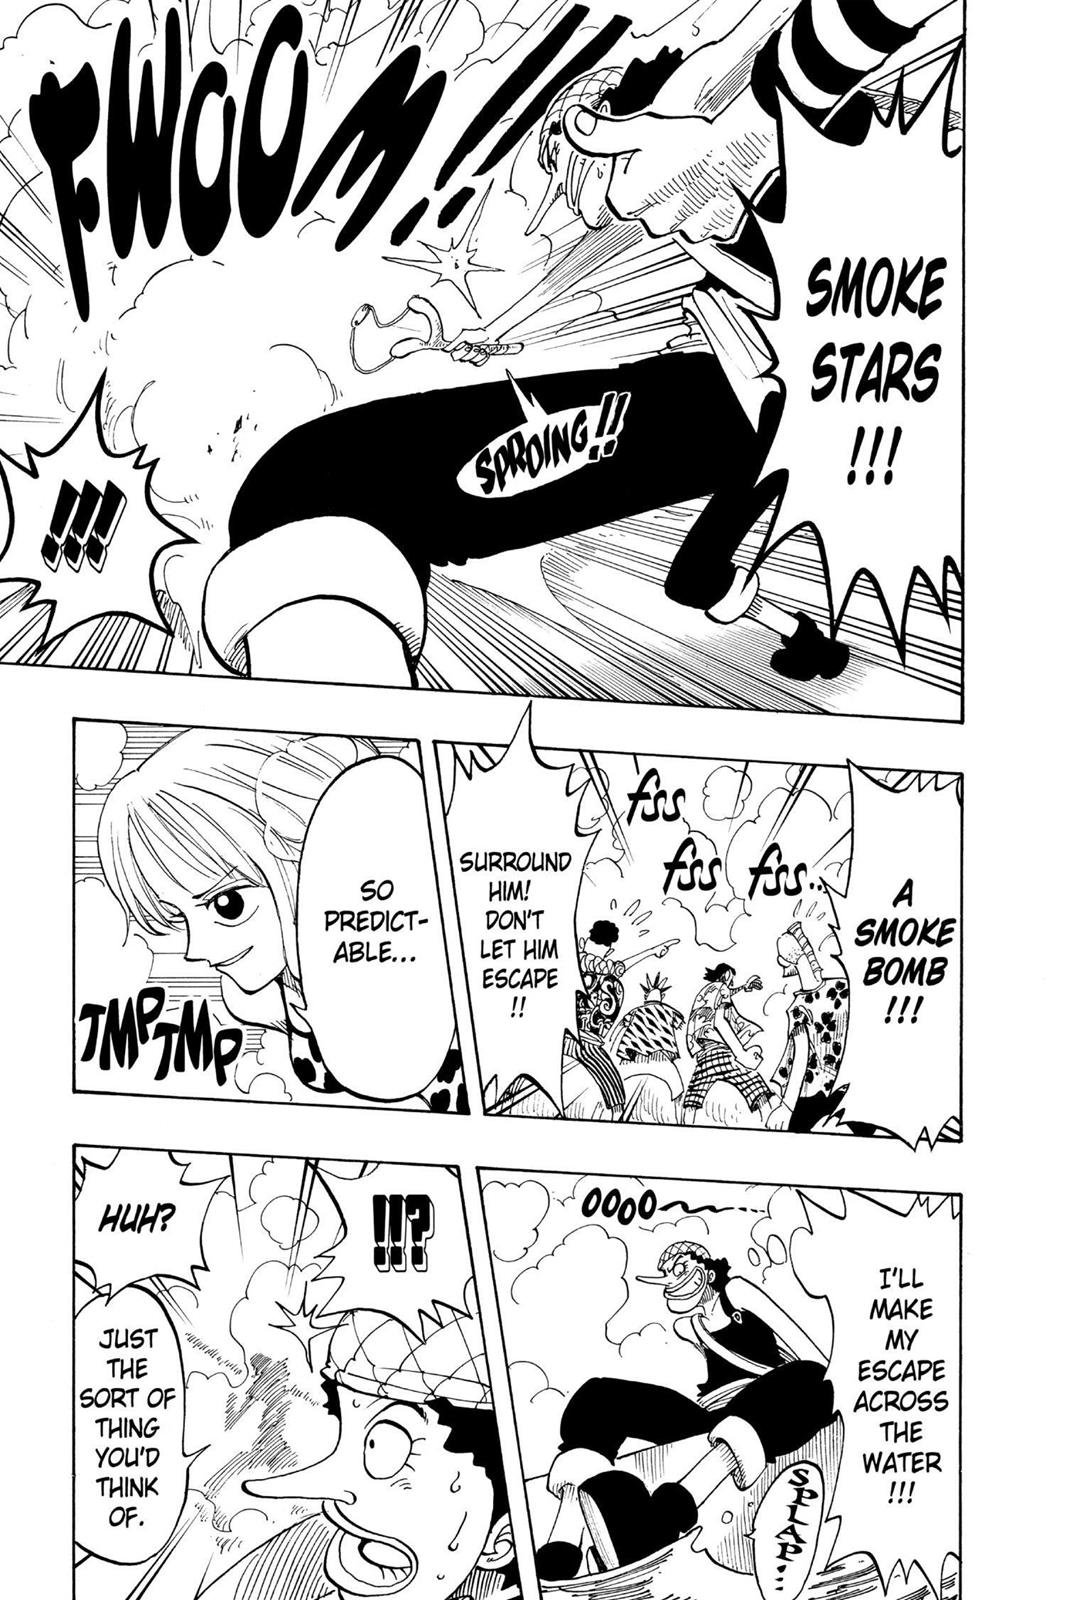 SMOKE
STARS
!!!
FWOOM!!
SPROING!!
!!!
A
SMOKE
BOMB
!!!
fss
fss
fss...
SURROUND
HIM!
DON'T
LET HIM
ESCAPE
!!
SO
PREDICT-
ABLE...
TMP TMP
I'LL
MAKE
MY
ESCAPE
ACROSS
THE
WATER
!!!
OOOO~
SPLAP...
!!?
HUH?
JUST
THE
SORT OF
THING
YOU'D
THINK
OF.